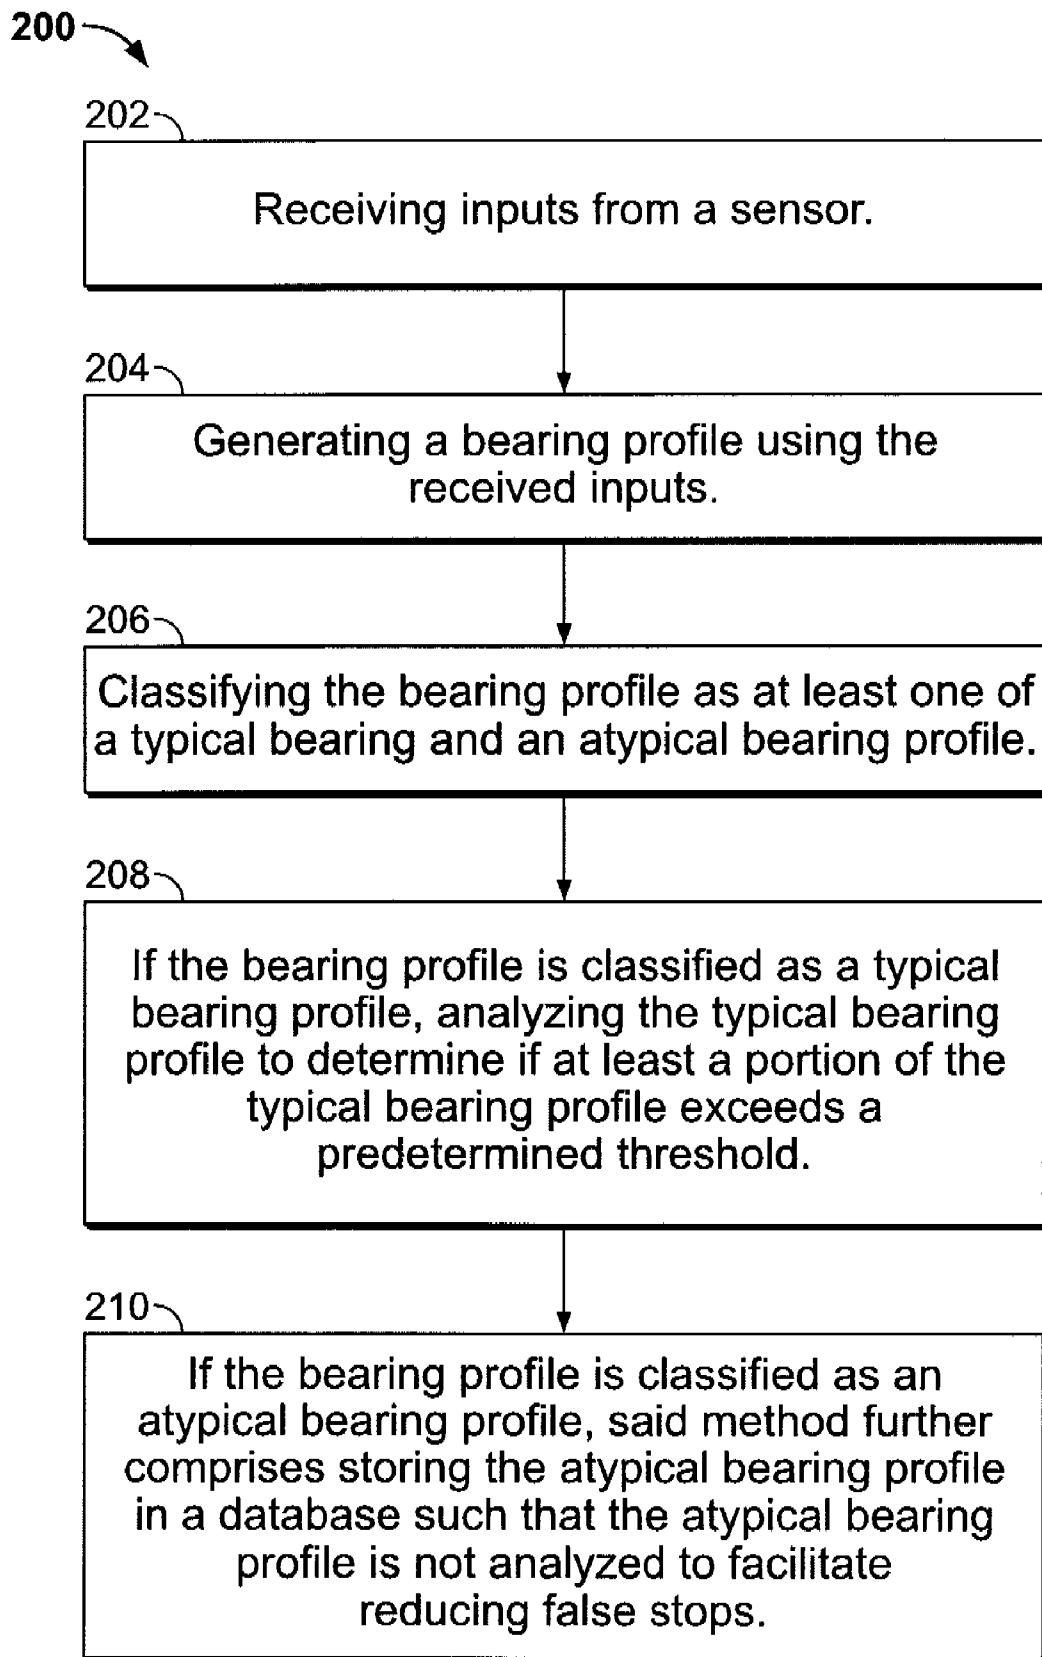 200
202
Receiving inputs from a sensor.
204
Generating a bearing profile using the
received inputs.
206
Classifying the bearing profile as at least one of
a typical bearing and an atypical bearing profile.
208
If the bearing profile is classified as a typical
bearing profile, analyzing the typical bearing
profile to determine if at least a portion of the
typical bearing profile exceeds a
predetermined threshold.
210
If the bearing profile is classified as an
atypical bearing profile, said method further
comprises storing the atypical bearing profile
in a database such that the atypical bearing
profile is not analyzed to facilitate
reducing false stops.